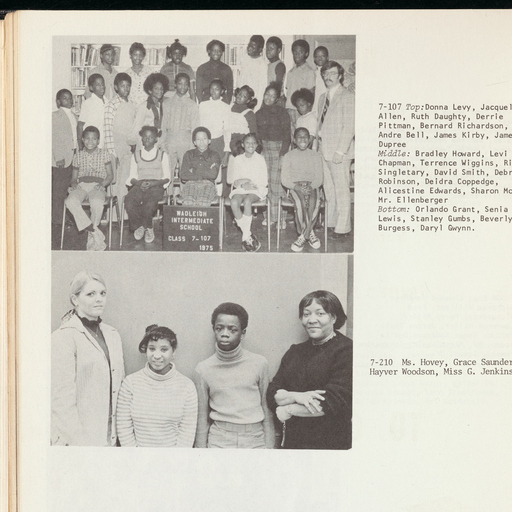 WADLEIGH
INTERMEDIATE
SCHOOL
CLASS 7-107
1975
7-107 Top:Donna Levy, Jacquel
Allen, Ruth Daughty, Derrie
Pittman, Bernard Richardson,
Andre Bell, James Kirby, Jame
Dupree
Middle: Bradley Howard, Levi
Chapman, Terrence Wiggins, Ri
Singletary, David Smith, Debr
Robinson, Deidra Coppedge,
Alicestine Edwards, Sharon Mc
Mr. Ellenberger
Bottom: Orlando Grant, Senia
Lewis, Stanley Gumbs, Beverly
Burgess, Daryl Gwynn.
7-210 Ms. Hovey, Grace Saunder
Hayver Woodson, Miss G. Jenkins